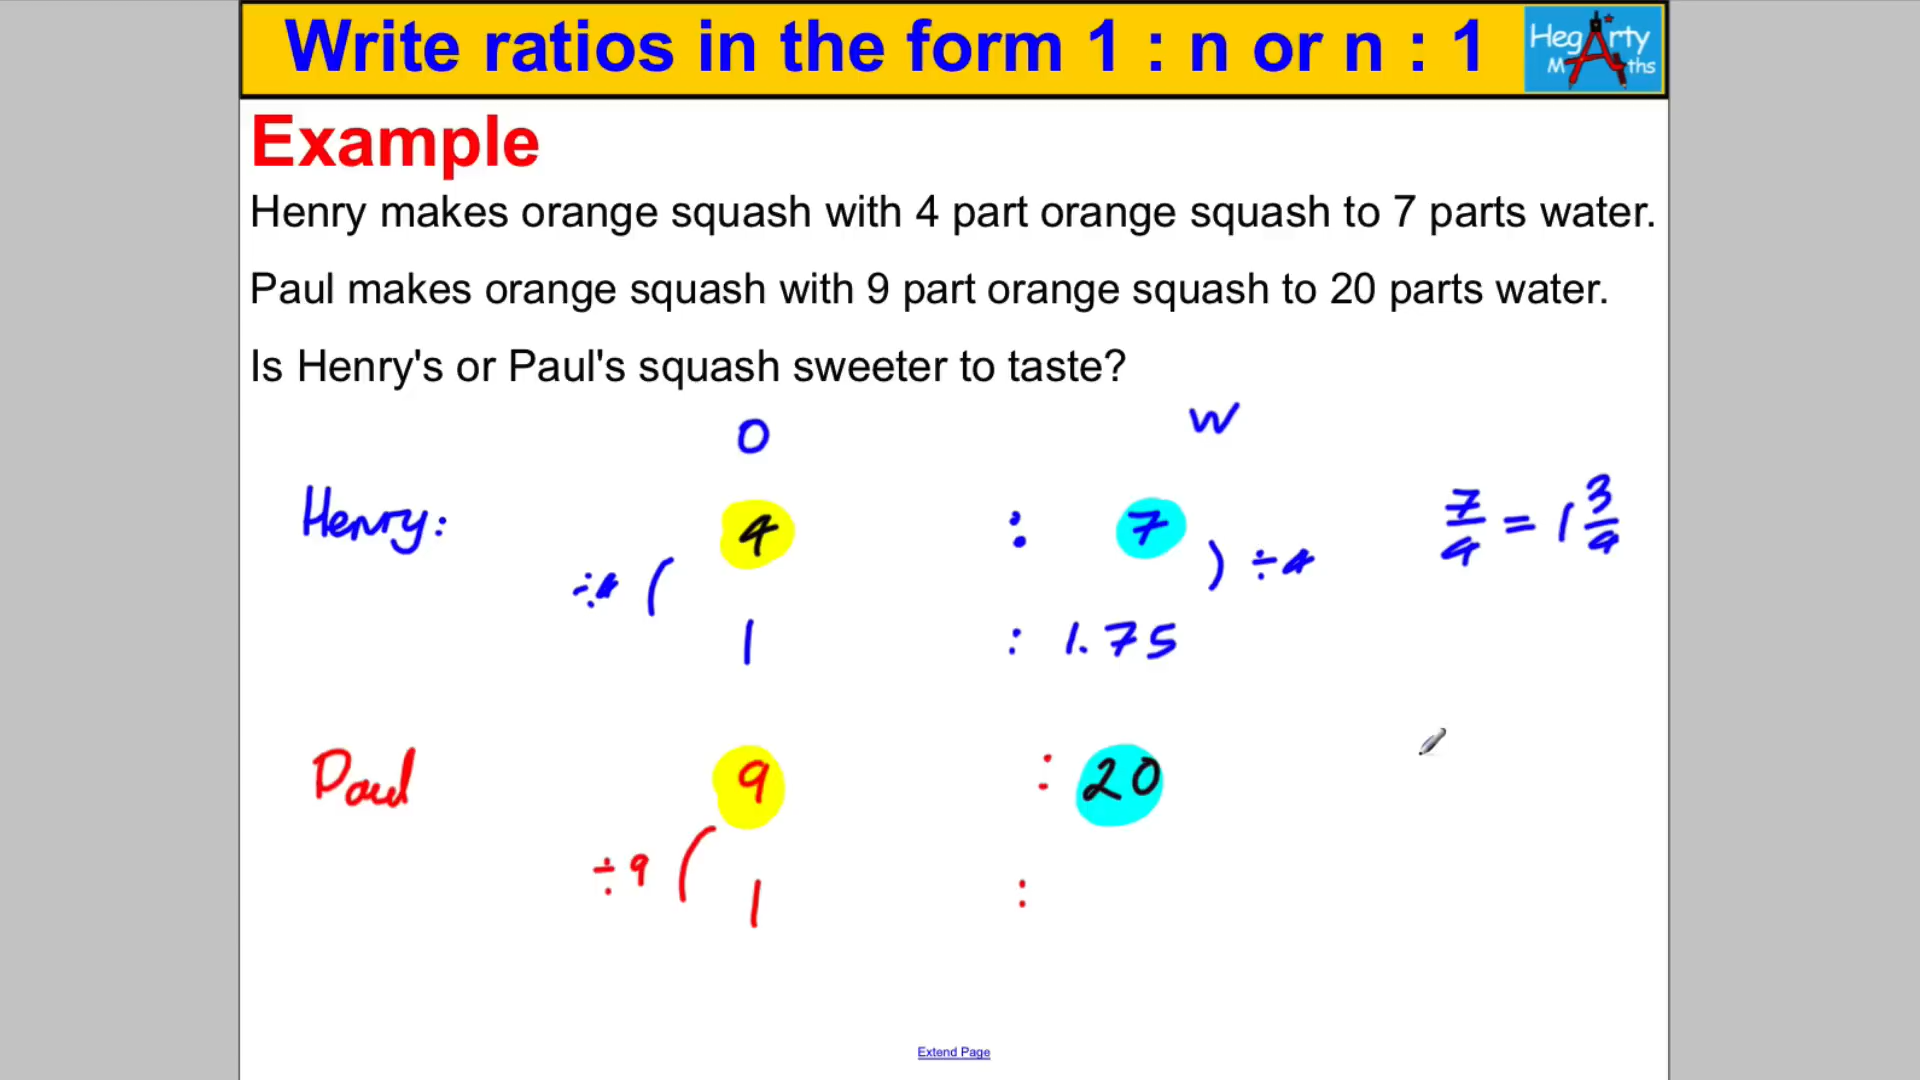 Write ratios in the form 1 : n or n : 1
Hegarty
Maths
Example
Henry makes orange squash with 4 part orange squash to 7 parts water.
Paul makes orange squash with 9 part orange squash to 20 parts water.
Is Henry's or Paul's squash sweeter to taste?
O W
Henry: 4 : 7 7/4 = 1 3/4
÷4 ( ) ÷4
1 : 1.75
Paul 9 : 20
÷9 (
1 :
Extend Page